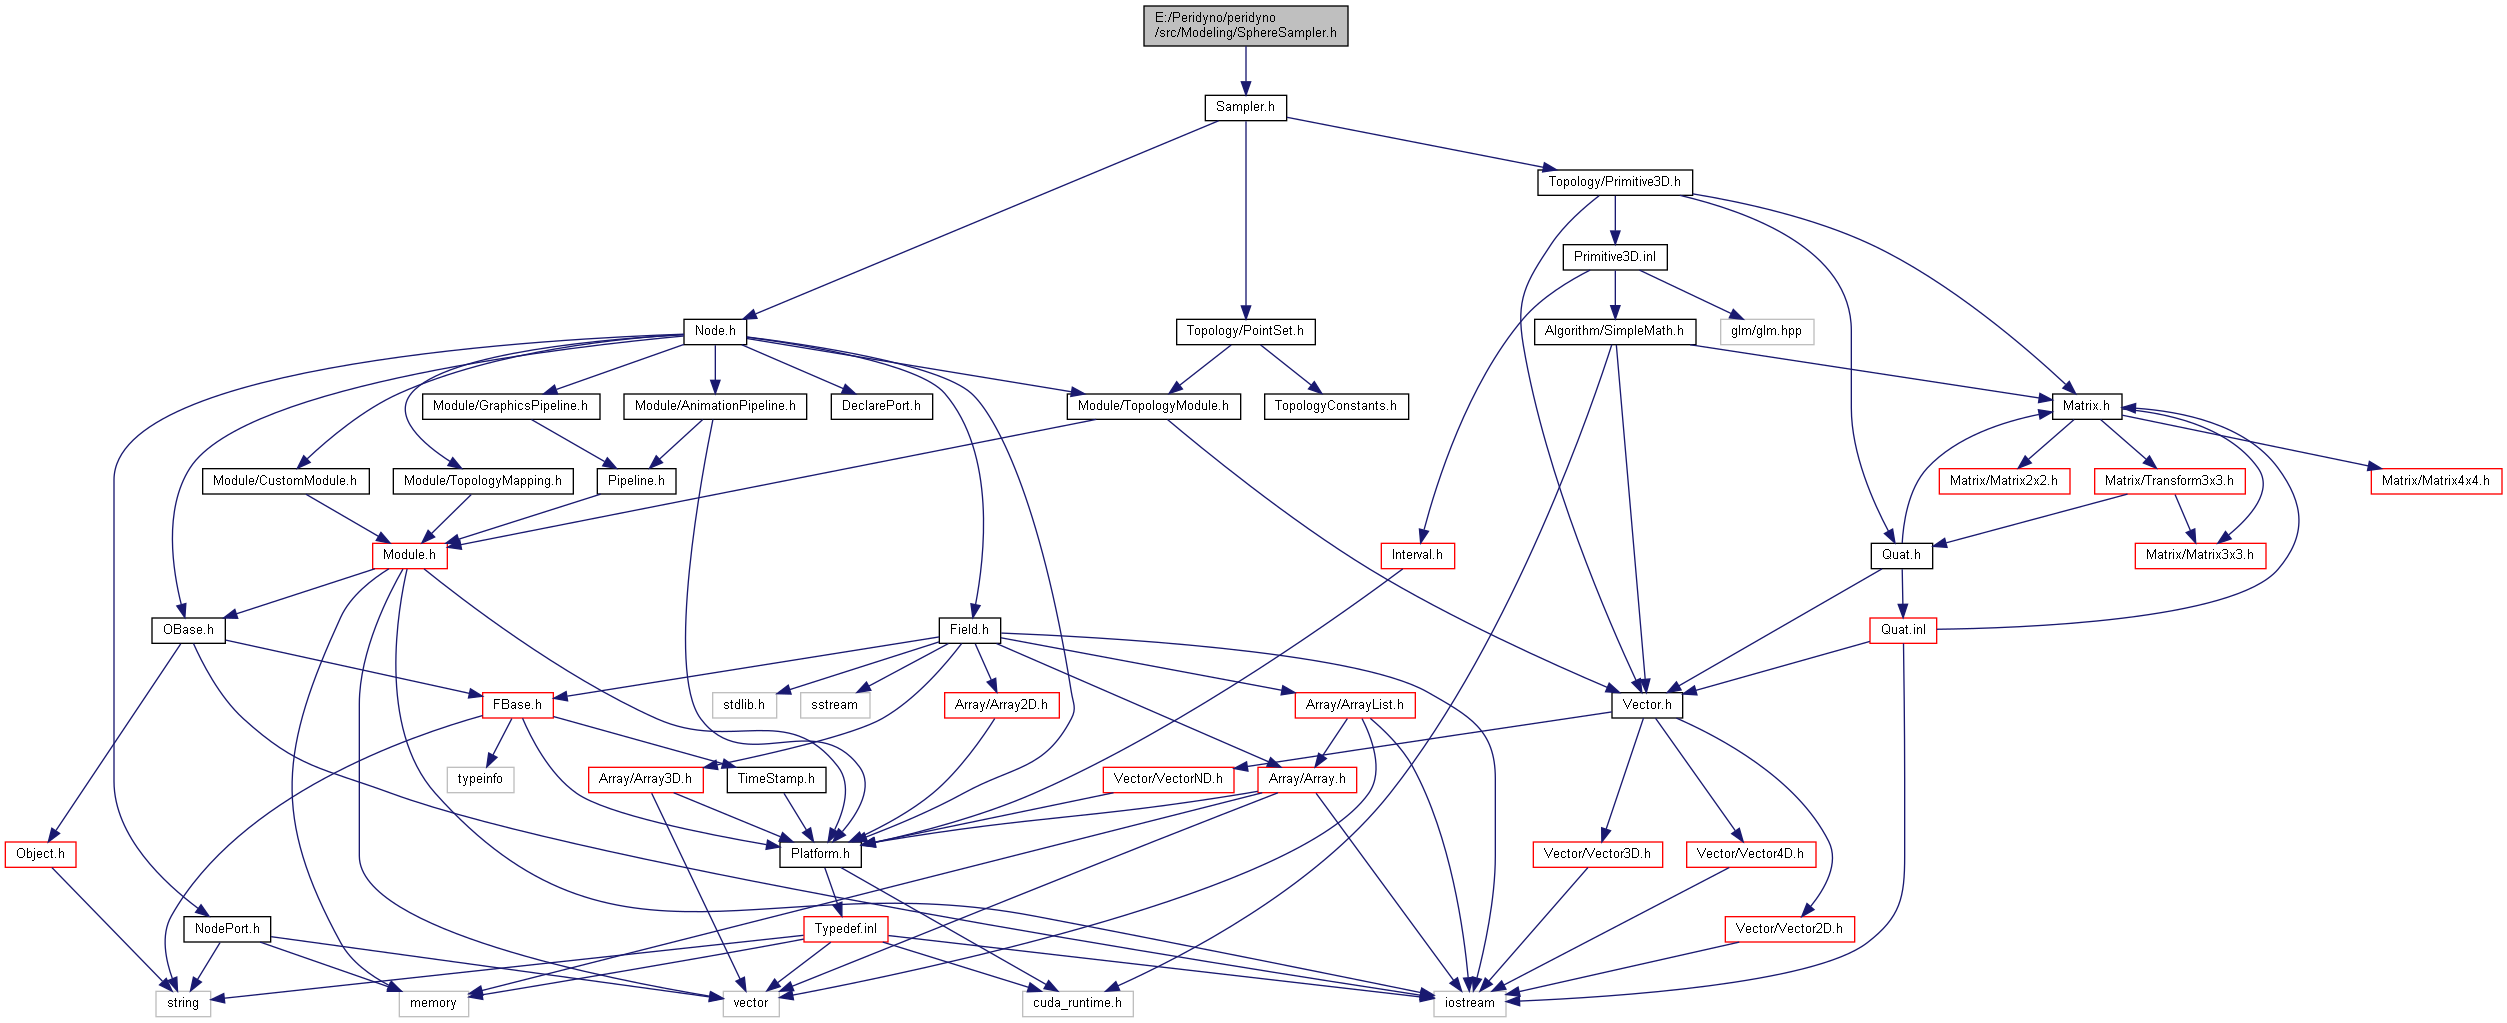 E:/Peridyno/peridyno
/src/Modeling/SphereSampler.h
Sampler.h
Topology/Primitive3D.h
Primitive3D.inl
Node.h
Topology/PointSet.h
Algorithm/SimpleMath.h
glm/glm.hpp
Module/GraphicsPipeline.h
Module/AnimationPipeline.h
DeclarePort.h
Module/TopologyModule.h
TopologyConstants.h
Matrix.h
Module/CustomModule.h
Module/TopologyMapping.h
Pipeline.h
Matrix/Matrix2x2.h
Matrix/Transform3x3.h
Matrix/Matrix4x4.h
Module.h
Interval.h
Quat.h
Matrix/Matrix3x3.h
OBase.h
Field.h
Quat.inl
FBase.h
stdlib.h
sstream
Array/Array2D.h
Array/ArrayList.h
Vector.h
typeinfo
Array/Array3D.h
TimeStamp.h
Vector/VectorND.h
Array/Array.h
Object.h
Platform.h
Vector/Vector3D.h
Vector/Vector4D.h
NodePort.h
Typedef.inl
Vector/Vector2D.h
string
memory
vector
cuda_runtime.h
iostream